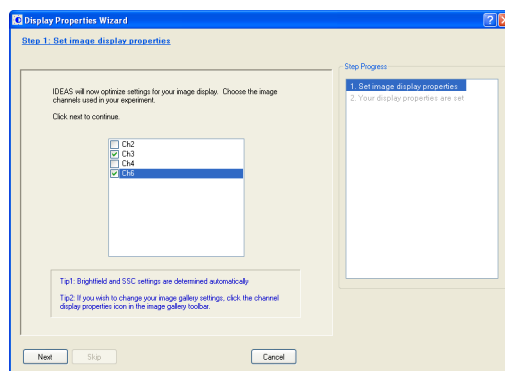 Display Properties Wizard
Step 1: Set image display properties
Step Progress
1. Set image display properties
2. Your display properties are set
IDEAS will now optimize settings for your image display. Choose the image
channels used in your experiment.
Click next to continue.
Ch2
Ch3
Ch4
Ch6
Tip1: Brightfield and SSC settings are determined automatically
Tip2: If you wish to change your image gallery settings, click the channel
display properties icon in the image gallery toolbar.
Next
Skip
Cancel